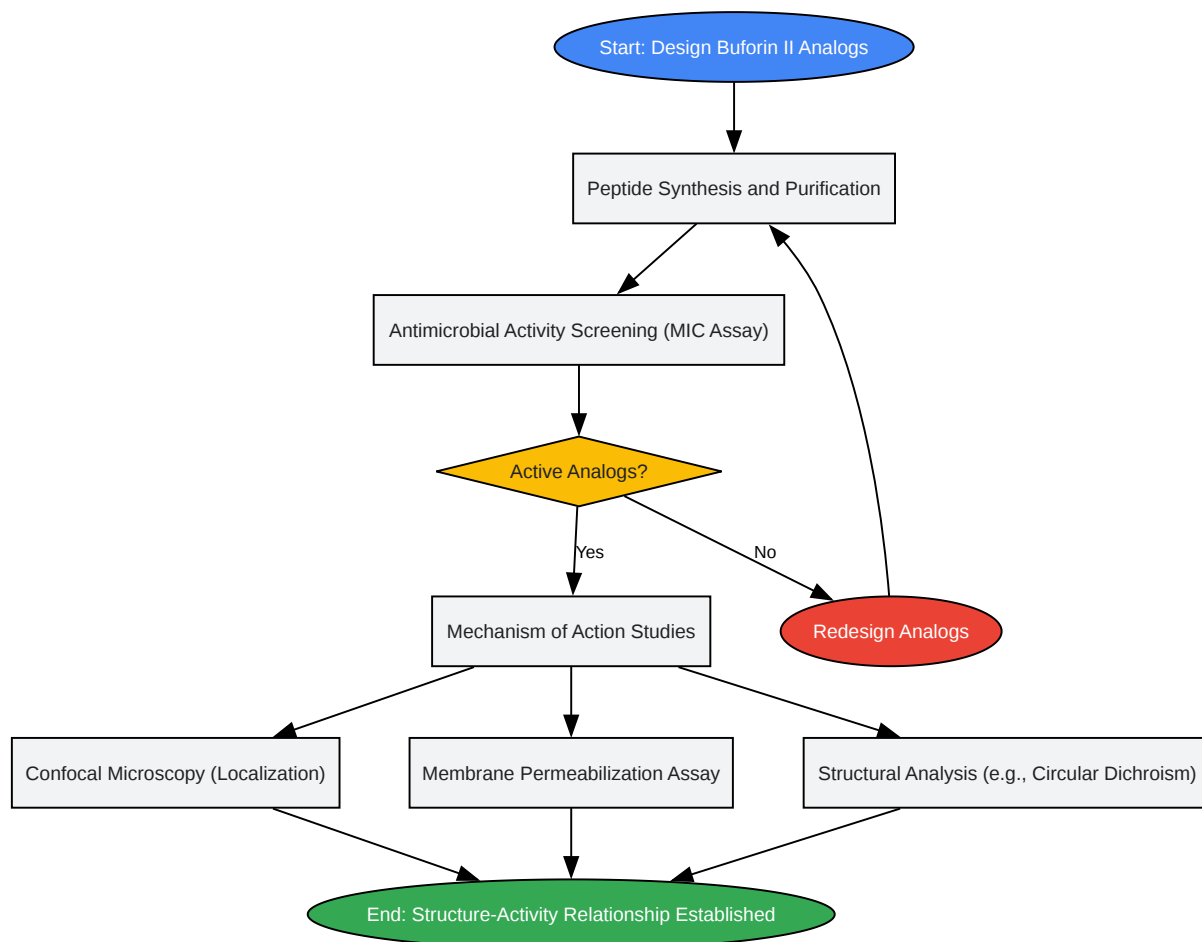 Start: Design Buforin II Analogs
Peptide Synthesis and Purification
Antimicrobial Activity Screening (MIC Assay)
Active Analogs?
Yes
No
Mechanism of Action Studies
Redesign Analogs
Confocal Microscopy (Localization)
Membrane Permeabilization Assay
Structural Analysis (e.g., Circular Dichroism)
End: Structure-Activity Relationship Established